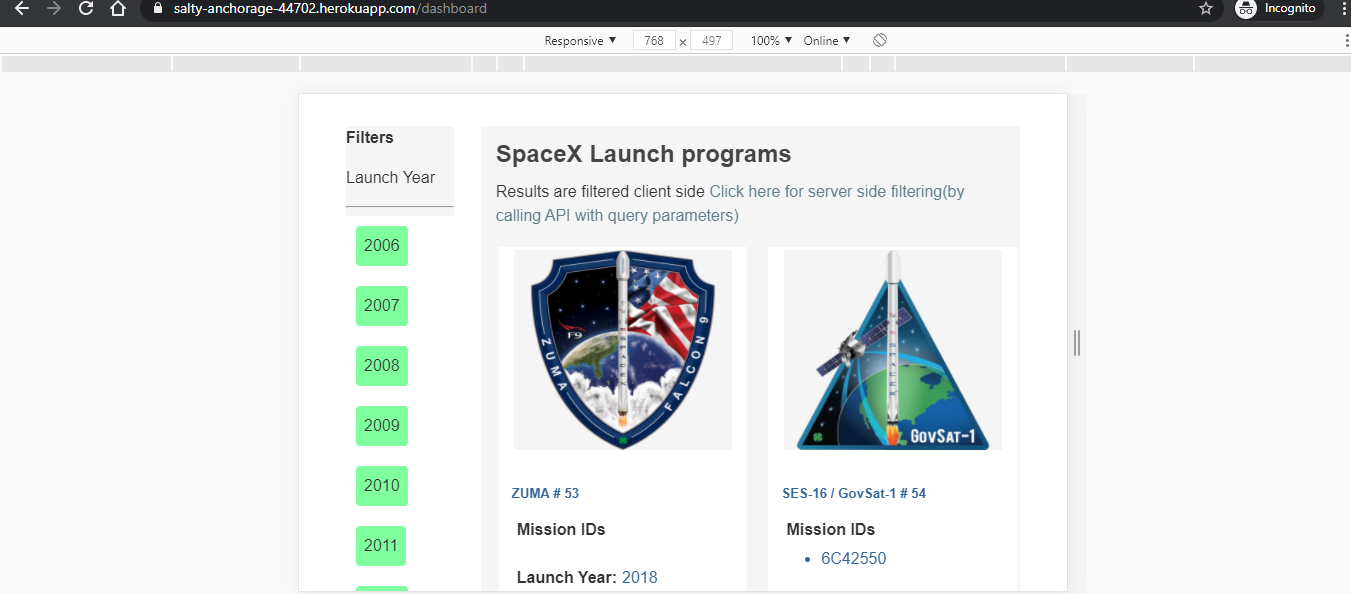 salty-anchorage-44702.herokuapp.com/dashboard
Incognito
Responsive ▼ 768 × 497 100% ▼ Online ▼
Filters
Launch Year
2006
2007
2008
2009
2010
2011
SpaceX Launch programs
Results are filtered client side Click here for server side filtering(by
calling API with query parameters)
F9
ZUMA
FALCON 9
SPACEX
ZUMA # 53
Mission IDs
Launch Year: 2018
SPACEX
GOVSAT-1
SES-16 / GovSat-1 # 54
Mission IDs
• 6C42550